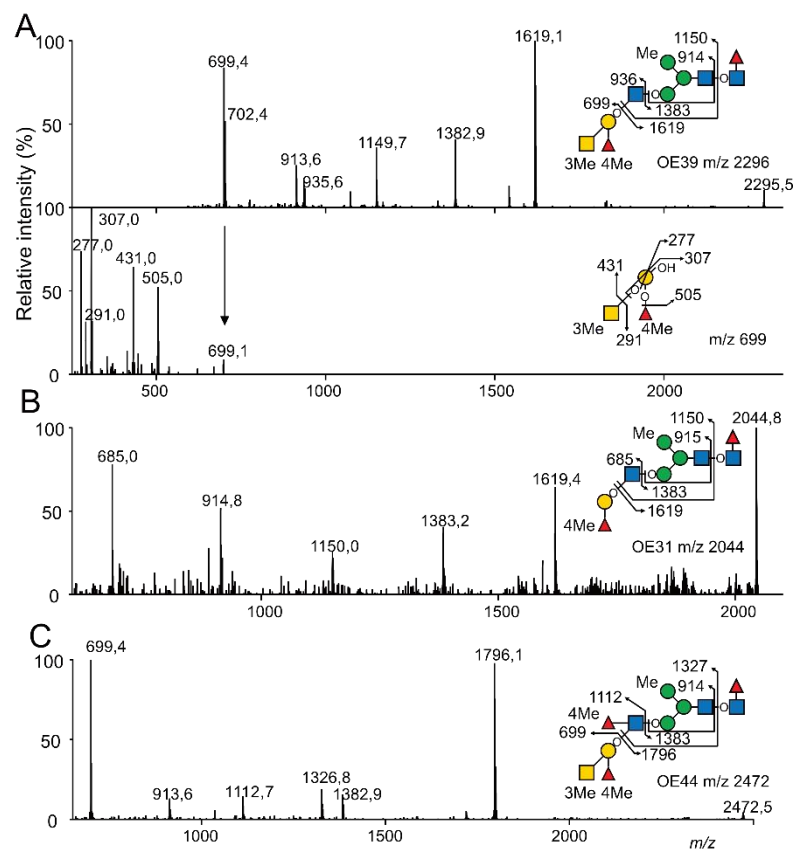 A
Relative intensity (%)
100
50
0
699,4
702,4
913,6
935,6
1149,7
1382,9
1619,1
2295,5
1150
Me
914
936
O
O
699
1383
O
1619
3Me 4Me
OE39 m/z 2296
100
50
0
307,0
277,0
431,0
505,0
291,0
699,1
277
307
OH
431
O
O
505
3Me
4Me
291
m/z 699
500
1000
1500
2000
B
100
50
0
685,0
914,8
1150,0
1383,2
1619,4
2044,8
1150
Me
915
685
O
O
1383
O
1619
4Me
OE31 m/z 2044
1000
1500
2000
C
100
50
0
699,4
913,6
1112,7
1326,8
1382,9
1796,1
2472,5
1327
Me
914
1112
4Me
O
O
699
1383
O
1796
3Me 4Me
OE44 m/z 2472
1000
1500
2000
m/z